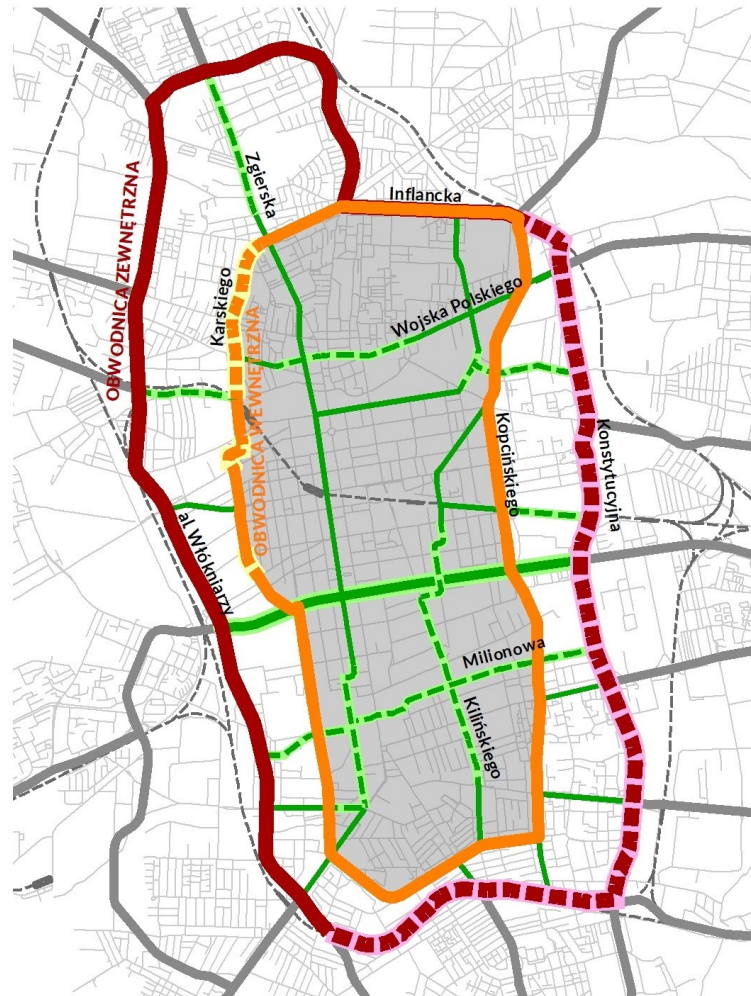 Zgierska
Inflancka
OBWODNICA ZEWNĘTRZNA
Karskiego
Wojska Polskiego
OBWODNICA WEWNĘTRZNA
Kopcińskiego
Konstytucyjna
al. Włókniarzy
Milionowa
Kilińskiego